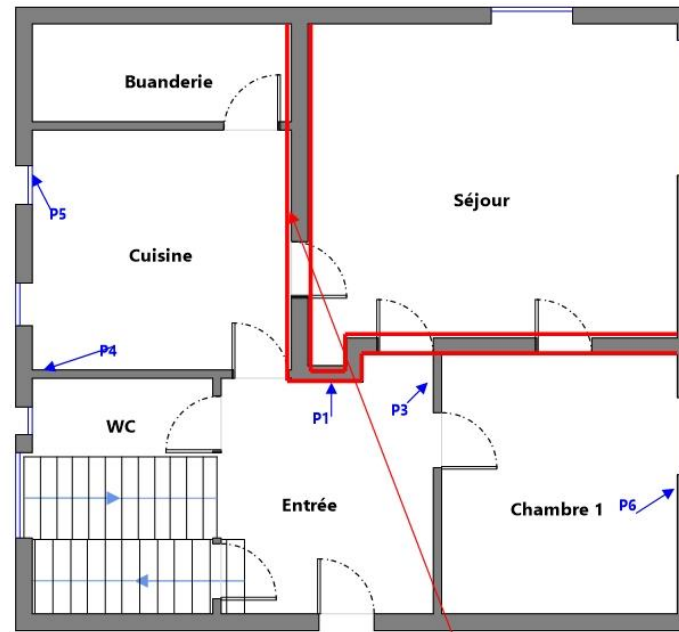 Buanderie
Séjour
P5
Cuisine
P4
P1
P3
WC
Entrée
Chambre 1
P6